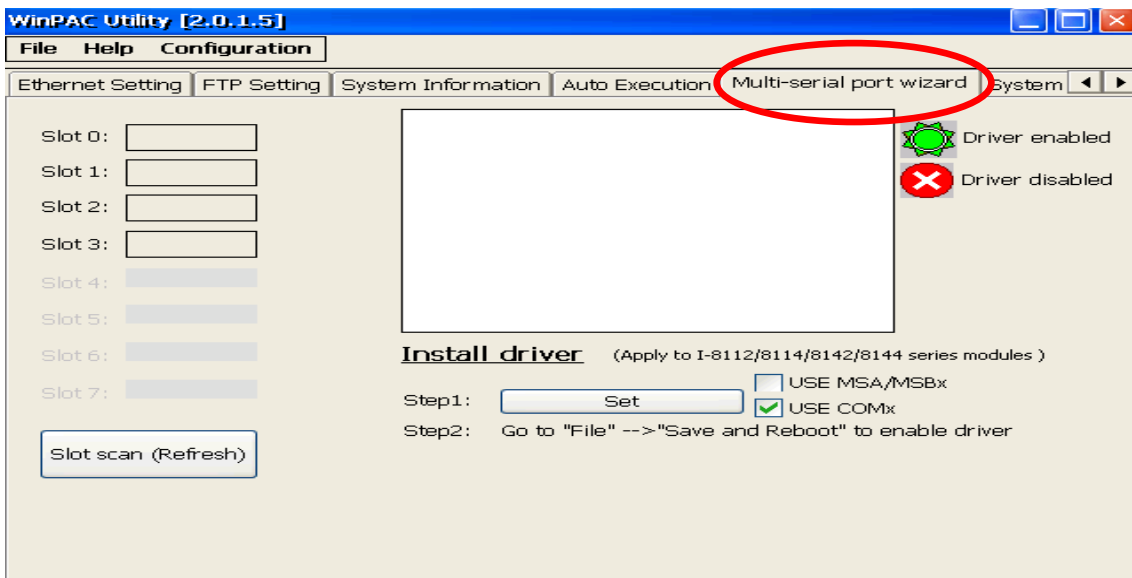 WinPAC Utility [2.0.1.5]
File Help Configuration
Ethernet Setting FTP Setting System Information Auto Execution Multi-serial port wizard System
Slot 0:
Driver enabled
Slot 1:
Driver disabled
Slot 2:
Slot 3:
Slot 4:
Slot 5:
Slot 6:
Slot 7:
Slot scan (Refresh)
Install driver (Apply to I-8112/8114/8142/8144 series modules )
USE MSA/MSBx
Step1: Set
USE COMx
Step2: Go to "File" -->"Save and Reboot" to enable driver